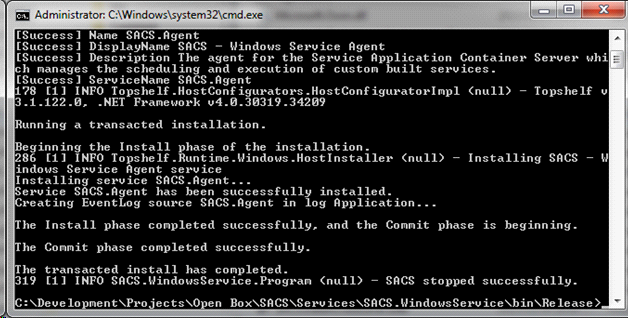 Administrator: C:\Windows\system32\cmd.exe
[Success] Name SACS.Agent
[Success] DisplayName SACS - Windows Service Agent
[Success] Description The agent for the Service Application Container Server whi
ch manages the scheduling and execution of custom built services.
[Success] ServiceName SACS.Agent
178 [1] INFO Topshelf.HostConfigurators.HostConfiguratorImpl (null) - Topshelf v
3.1.122.0, .NET Framework v4.0.30319.34209
Running a transacted installation.
Beginning the Install phase of the installation.
286 [1] INFO Topshelf.Runtime.Windows.HostInstaller (null) - Installing SACS - W
indows Service Agent service
Installing service SACS.Agent...
Service SACS.Agent has been successfully installed.
Creating EventLog source SACS.Agent in log Application...
The Install phase completed successfully, and the Commit phase is beginning.
The Commit phase completed successfully.
The transacted install has completed.
319 [1] INFO SACS.WindowsService.Program (null) - SACS stopped successfully.
C:\Development\Projects\Open Box\SACS\Services\SACS.WindowsService\bin\Release>_